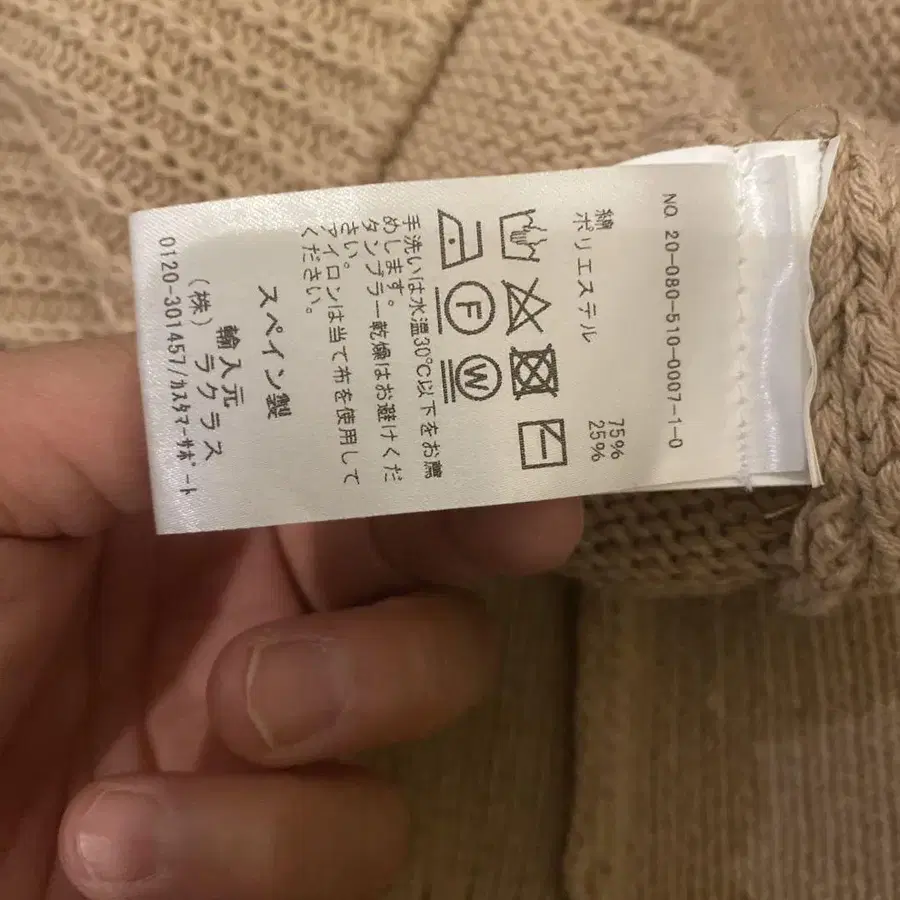 NO. 20-080-510-0007-1-0
綿 75%
ポリエステル 25%
F
W
手洗いは水温30℃以下をお薦
めします。
タンブラー乾燥はお避けくだ
さい。
アイロンは当て布を使用して
ください。
スペイン製
輸入元
(株) ラクラス
0120-301457/カスタマーサポート